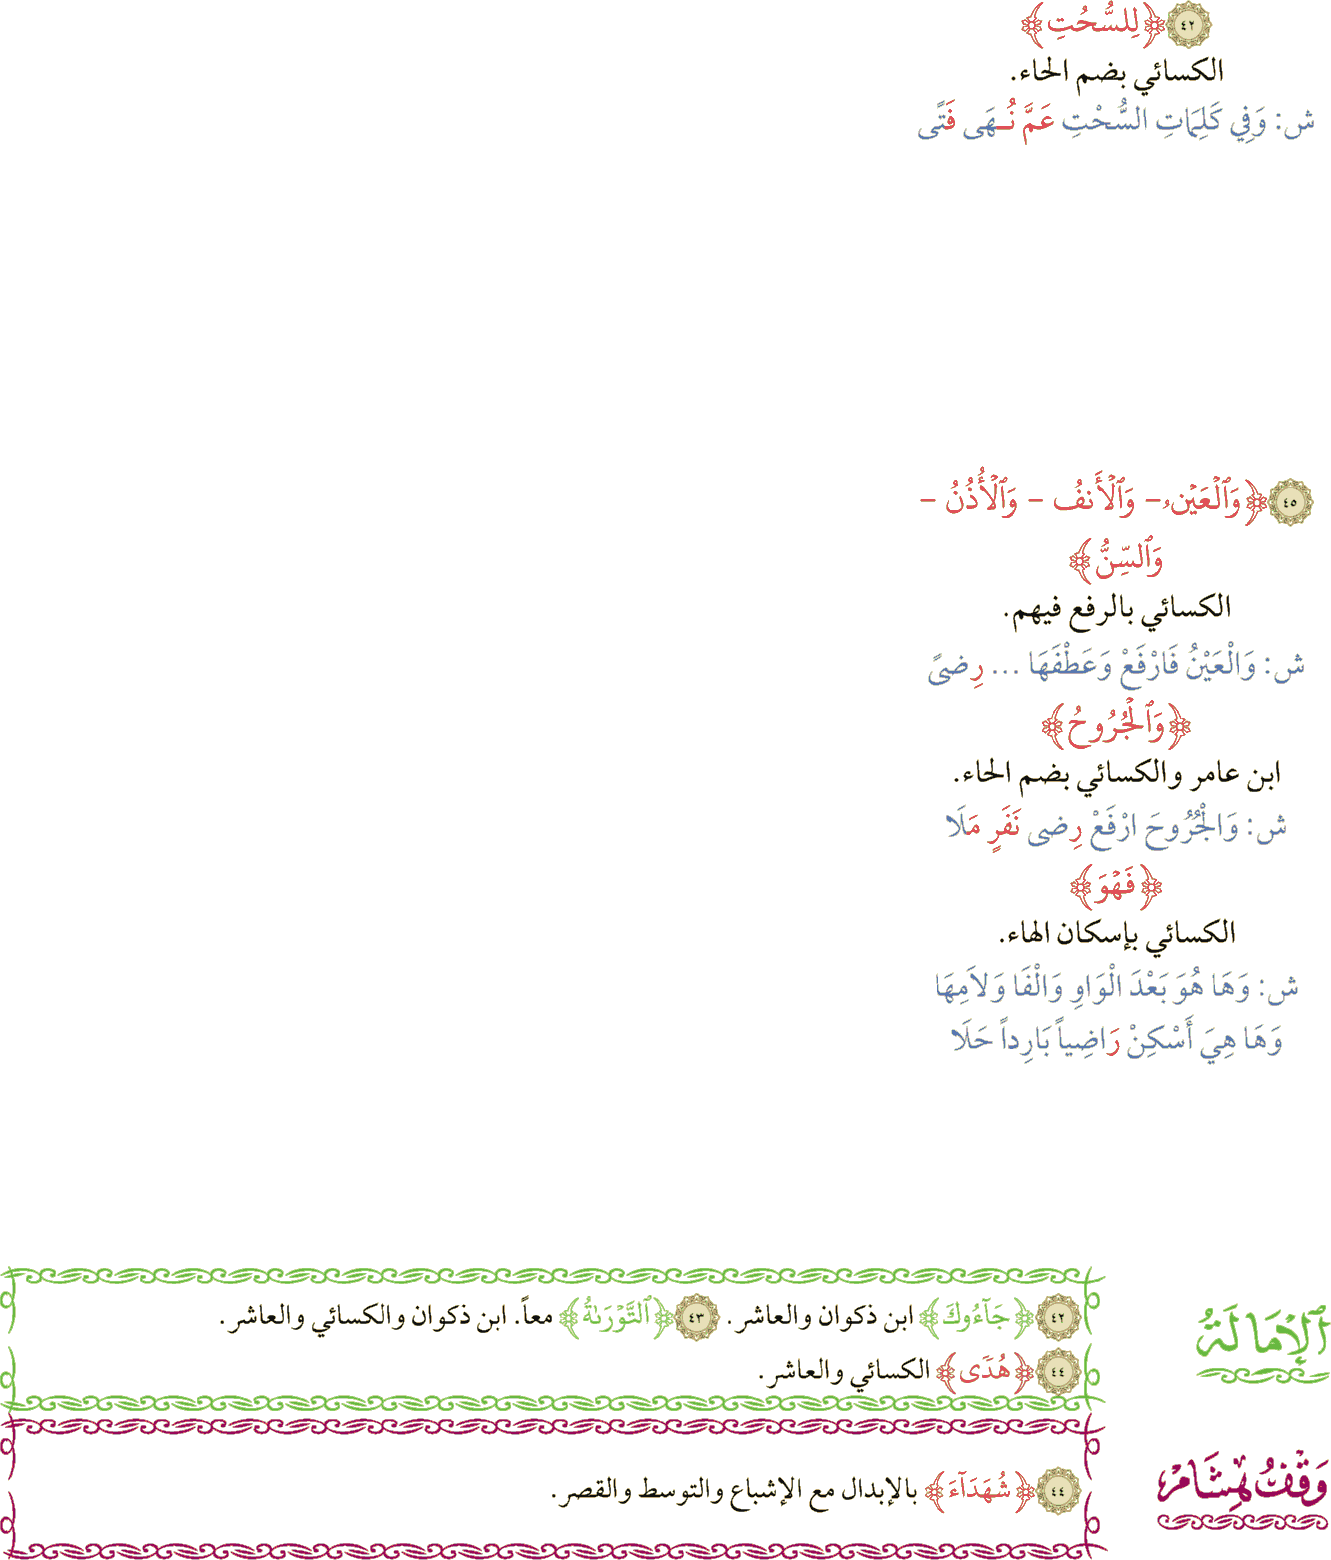 ٤٢ ﴿لِلسُّحُتِ﴾
الكسائي بضم الحاء.
ش: وَفِي كَلِمَاتِ السُّحْتِ عَمَّ نُـهَى فَتًى
٤٥ ﴿وَٱلۡعَيۡنُ - وَٱلۡأَنفُ - وَٱلۡأُذُنُ -
وَٱلسِّنُّ﴾
الكسائي بالرفع فيهم.
ش: وَالْعَيْنُ فَارْفَعْ وَعَطْفَهَا ... رِضىً
﴿وَٱلۡجُرُوحُ﴾
ابن عامر والكسائي بضم الحاء.
ش: وَالْجُرُوحَ ارْفَعْ رِضى نَفَرٍ مَلَا
﴿فَهۡوَ﴾
الكسائي بإسكان الهاء.
ش: وَهَا هُوَ بَعْدَ الْوَاوِ وَالْفَا وَلاَمِهَا
وَهَا هِيَ أَسْكِنْ رَاضِياً بَارِداً حَلَا
ٱلْإِمَالَةُ
٤٢ ﴿جَآءُوكَ﴾ ابن ذكوان والعاشر. ٤٣ ﴿ٱلتَّوۡرَىٰةُ﴾ معاً. ابن ذكوان والكسائي والعاشر.
٤٤ ﴿هُدٗى﴾ الكسائي والعاشر.
وَقْفُ هِشَامٍ
٤٤ ﴿شُهَدَآءَ﴾ بالإبدال مع الإشباع والتوسط والقصر.